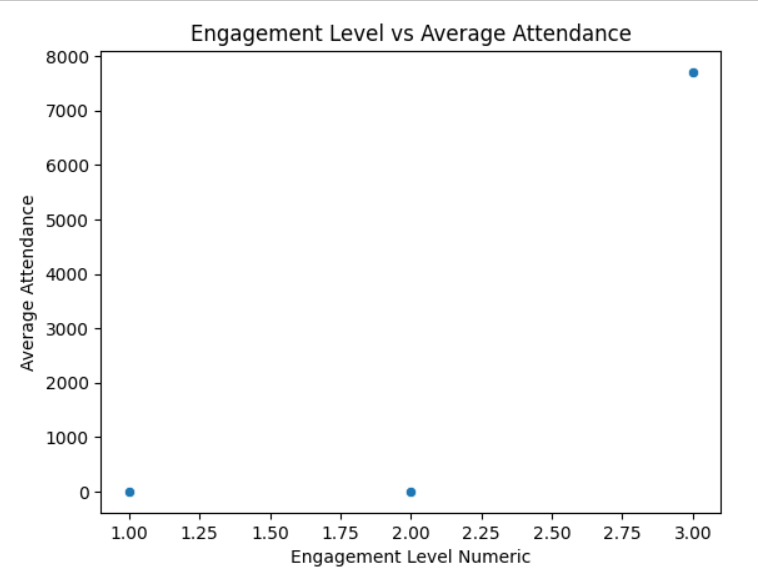 Engagement Level vs Average Attendance
8000
7000
6000
5000
4000
3000
2000
1000
0
Average Attendance
1.00 1.25 1.50 1.75 2.00 2.25 2.50 2.75 3.00
Engagement Level Numeric